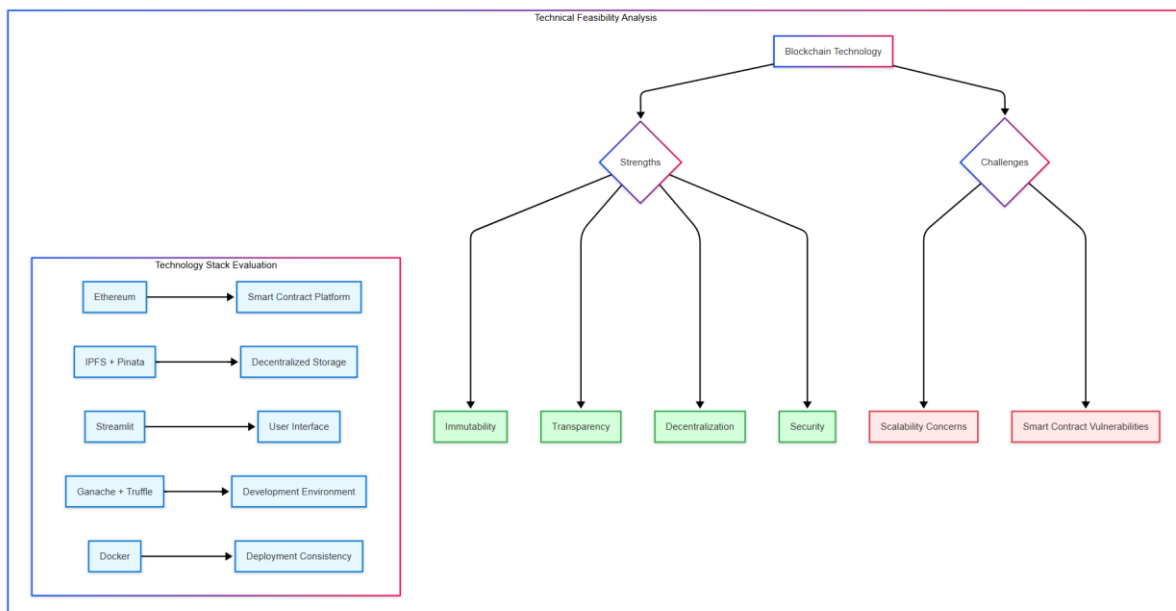 Technical Feasibility Analysis
Blockchain Technology
Strengths
Challenges
Immutability
Transparency
Decentralization
Security
Scalability Concerns
Smart Contract Vulnerabilities
Technology Stack Evaluation
Ethereum
Smart Contract Platform
IPFS + Pinata
Decentralized Storage
Streamlit
User Interface
Ganache + Truffle
Development Environment
Docker
Deployment Consistency